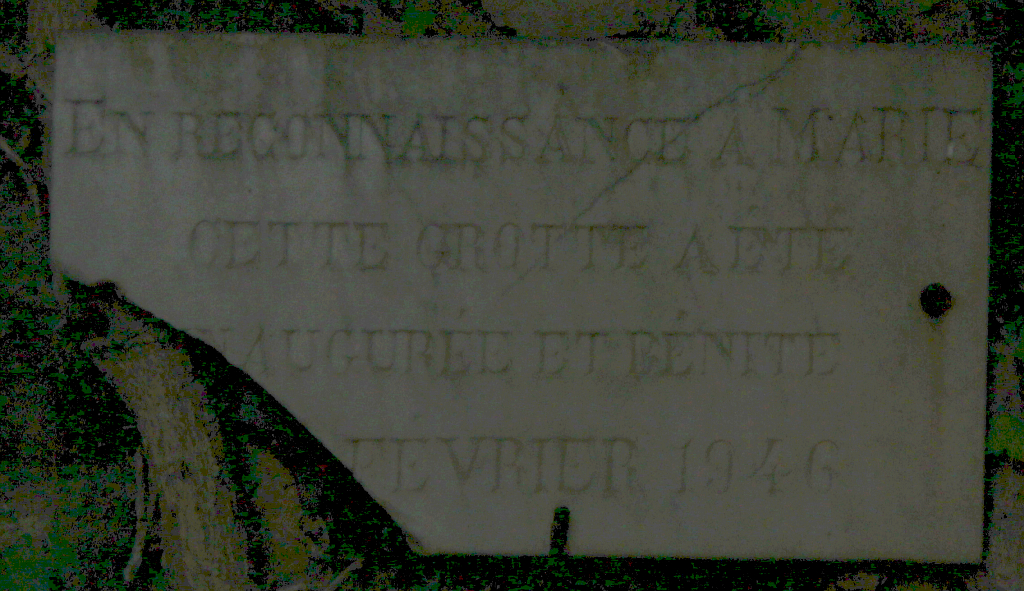 EN RECONNAISSANCE A MARIE
CETTE GROTTE A ÉTÉ
NAUGURÉE ET BÉNITE
FEVRIER 1946